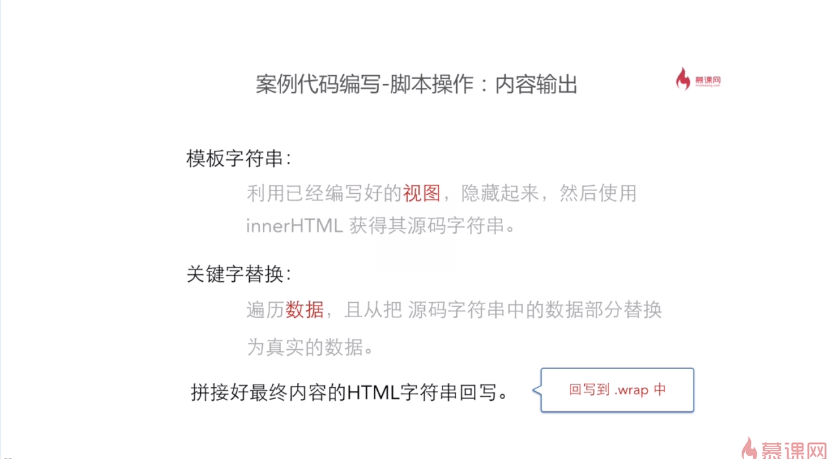 案例代码编写-脚本操作：内容输出
慕课网
模板字符串：
利用已经编写好的视图，隐藏起来，然后使用
innerHTML 获得其源码字符串。
关键字替换：
遍历数据，且从把 源码字符串中的数据部分替换
为真实的数据。
拼接好最终内容的HTML字符串回写。
回写到 .wrap 中
慕课网